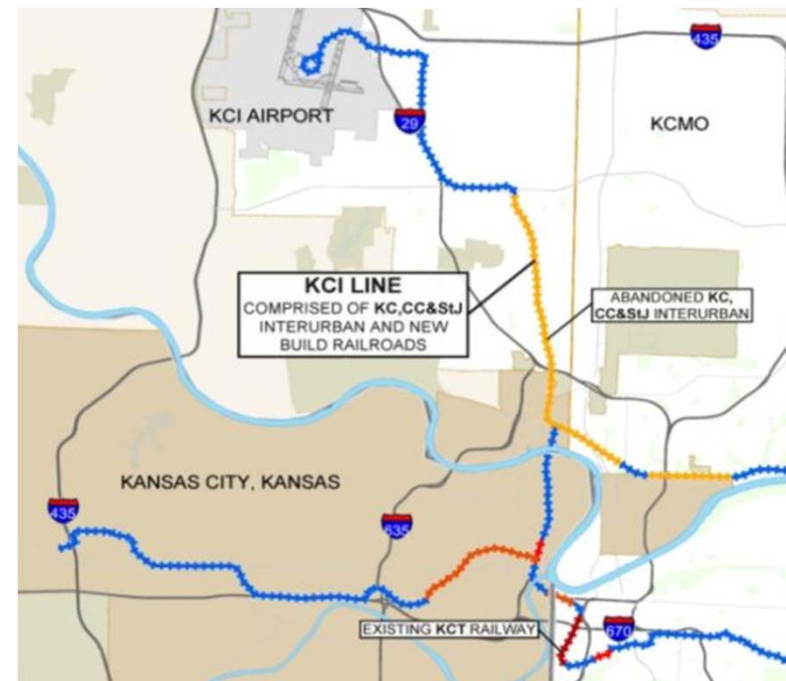 435
KCI AIRPORT
29
KCMO
KCI LINE
COMPRISED OF KC,CC&StJ
INTERURBAN AND NEW
BUILD RAILROADS
ABANDONED KC,
CC&StJ INTERURBAN
KANSAS CITY, KANSAS
435
635
EXISTING KCT RAILWAY
670